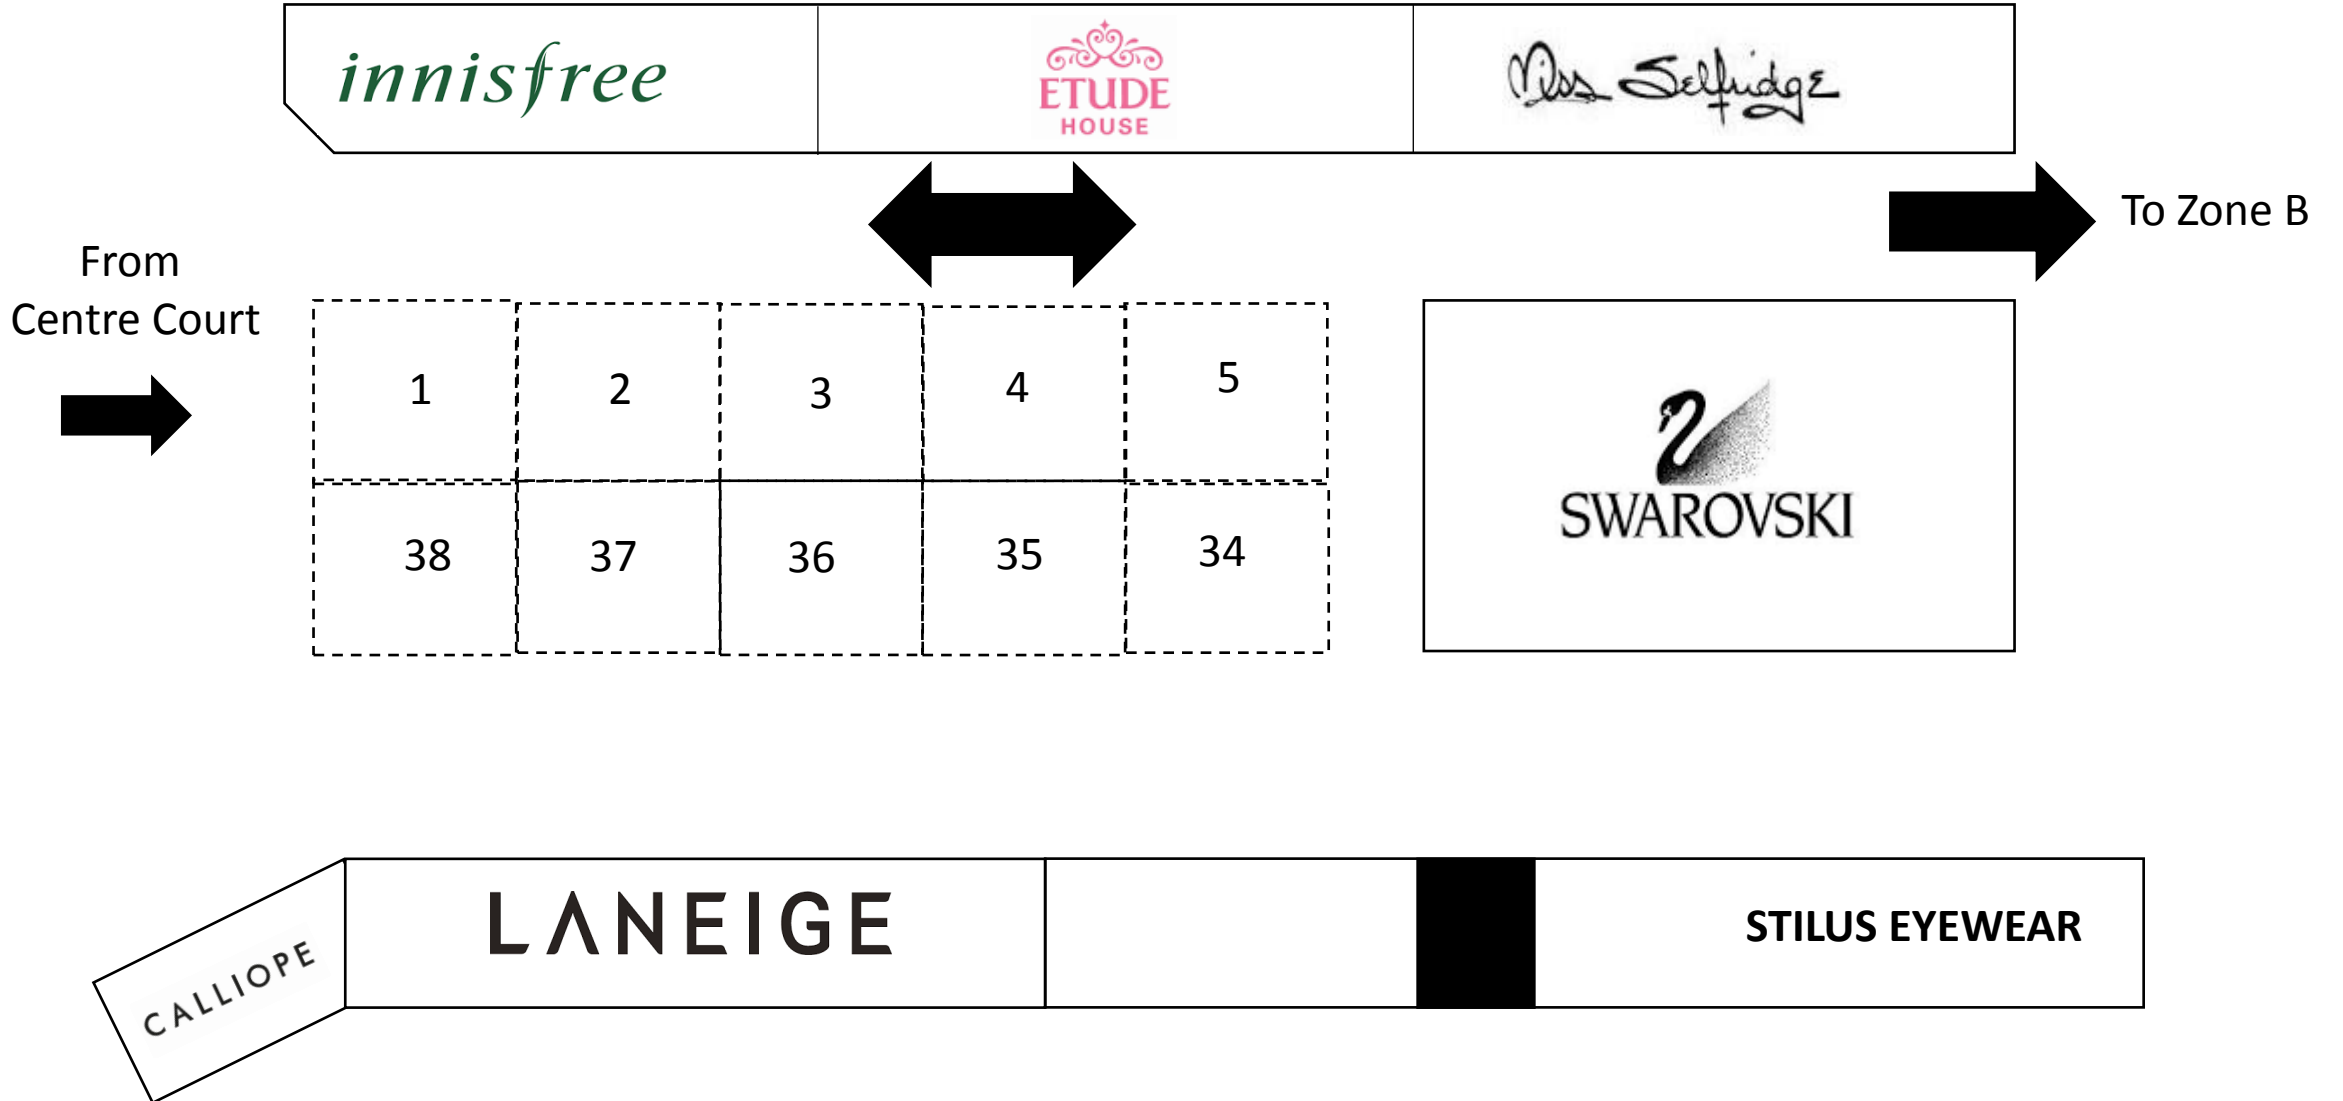 innisfree
ETUDE
HOUSE
Miss Selfridge
To Zone B
From
Centre Court
1
2
3
4
5
38
37
36
35
34
SWAROVSKI
LANEIGE
STILUS EYEWEAR
CALLIOPE